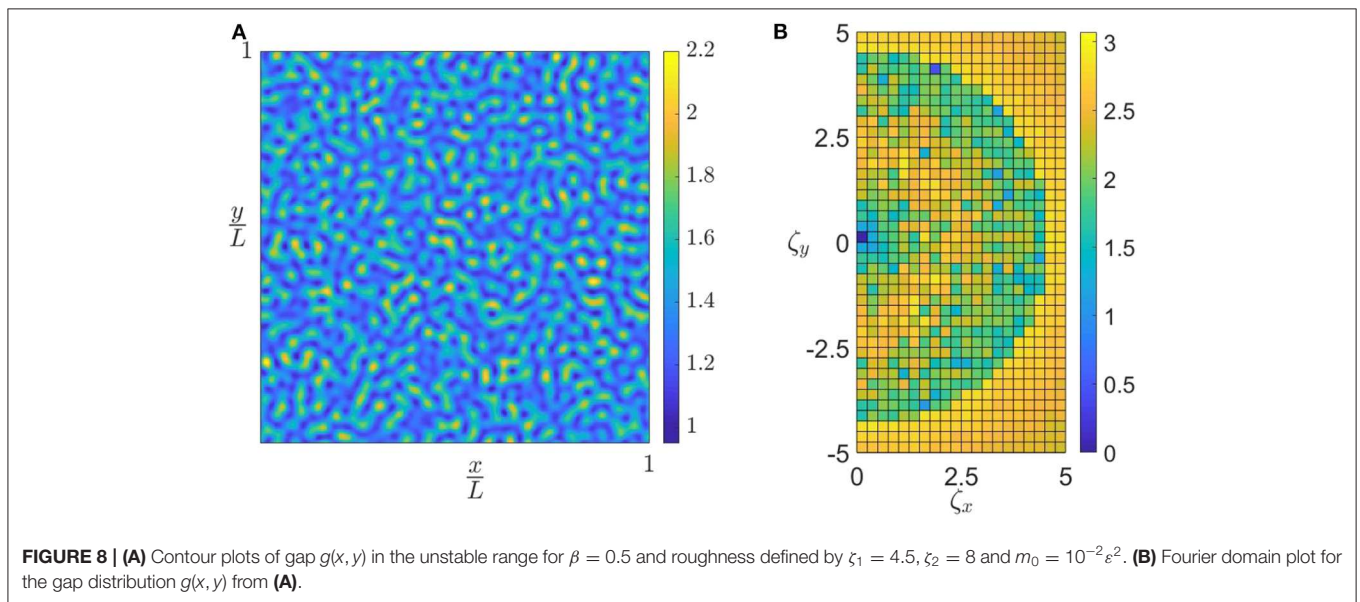 A
1
y
L
x
L
1
2.2
2
1.8
1.6
1.4
1.2
1
B
5
2.5
0
-2.5
-5
ζy
0
2.5
5
ζx
3
2.5
2
1.5
1
0.5
0
FIGURE 8 | (A) Contour plots of gap g(x, y) in the unstable range for β = 0.5 and roughness defined by ζ1 = 4.5, ζ2 = 8 and m0 = 10−2ε2. (B) Fourier domain plot for
the gap distribution g(x, y) from (A).